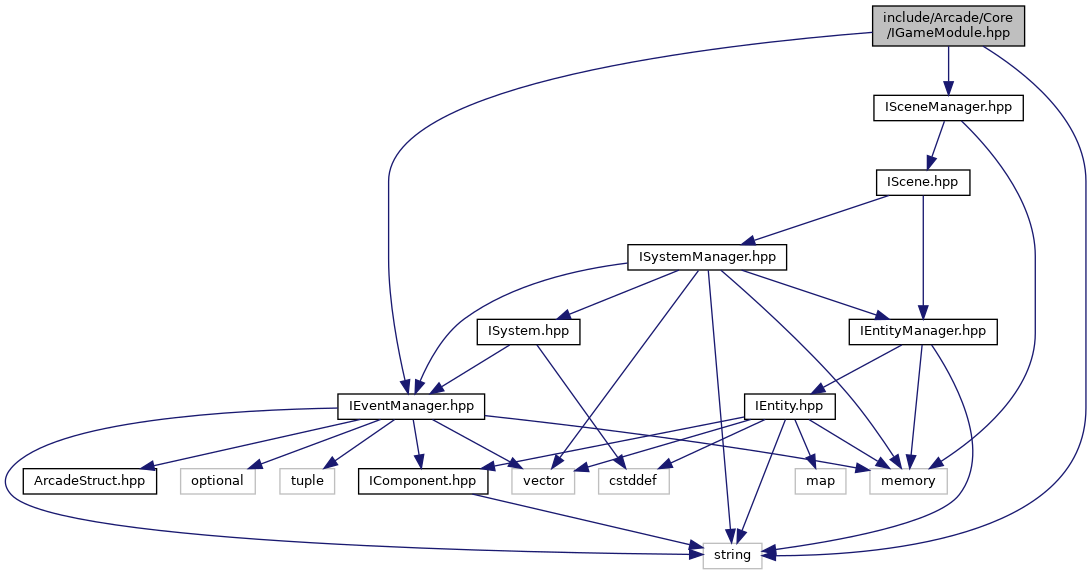 include/Arcade/Core
/IGameModule.hpp
ISceneManager.hpp
IScene.hpp
ISystemManager.hpp
ISystem.hpp
IEntityManager.hpp
IEventManager.hpp
IEntity.hpp
ArcadeStruct.hpp
optional
tuple
IComponent.hpp
vector
cstddef
map
memory
string